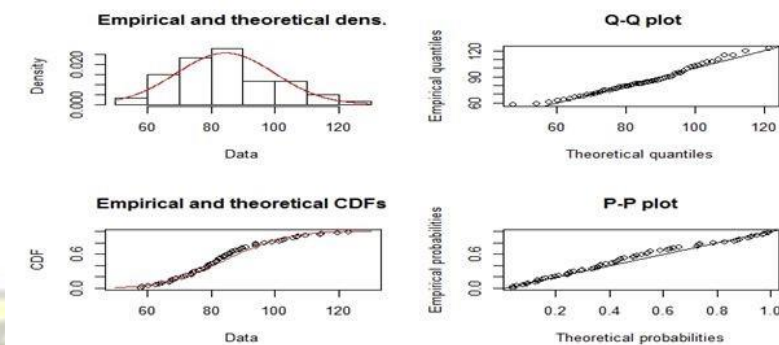 Empirical and theoretical dens.
Density
0.000 0.020
60 80 100 120
Data
Q-Q plot
Empirical quantiles
60 90 120
60 80 100 120
Theoretical quantiles
Empirical and theoretical CDFs
CDF
0.0 0.6
60 80 100 120
Data
P-P plot
Empirical probabilities
0.0 0.6
0.2 0.4 0.6 0.8 1.0
Theoretical probabilities